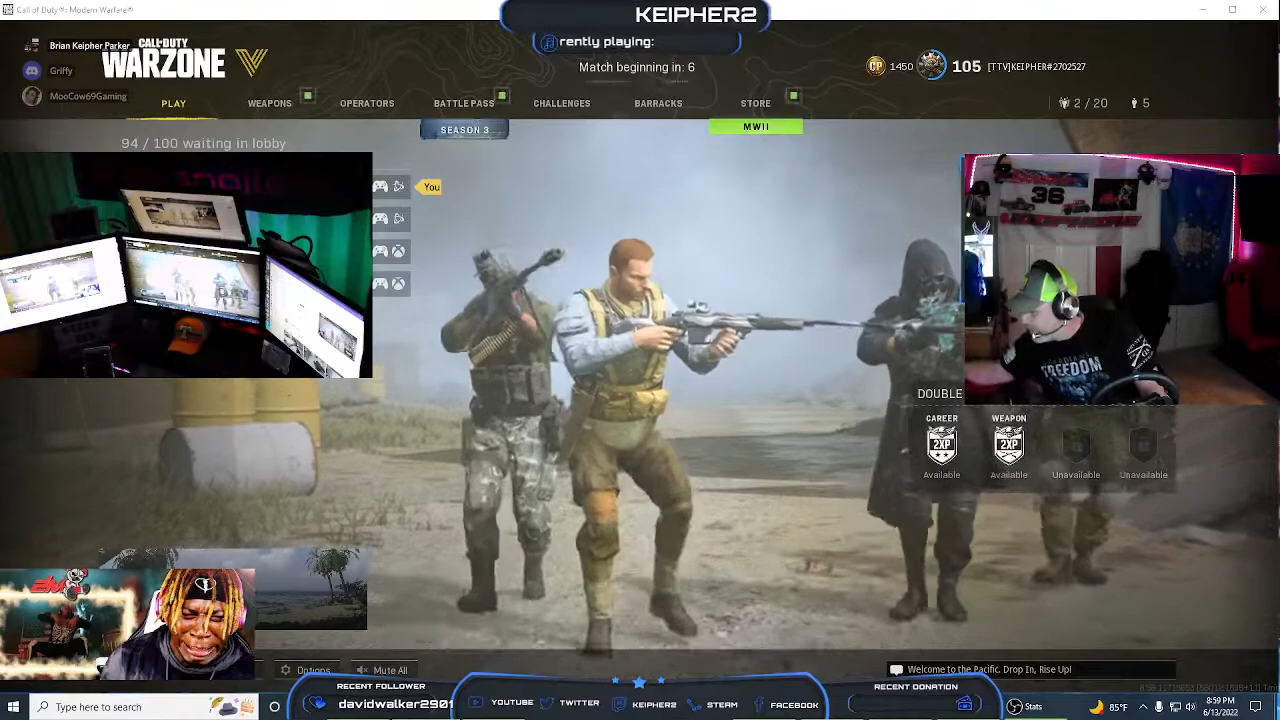 Call of Duty®: Modern Warfare®
KEIPHER2
rently playing:
Brian Keipher Parker
Griffy
MooCow69Gaming
CALL·DUTY
WARZONE
Match beginning in: 6
CP 1450
105 [TTV]KEIPHER#2702527
PLAY
WEAPONS
OPERATORS
BATTLE PASS
CHALLENGES
BARRACKS
STORE
2 / 20
5
SEASON 3
MWII
94 / 100 waiting in lobby
You
36
FREEDOM
DOUBLE
CAREER
WEAPON
2XP
2XP
Available
Available
Unavailable
Unavailable
Options
Mute All
Welcome to the Pacific. Drop In, Rise Up!
RECENT FOLLOWER
davidwalker2901
YOUTUBE
TWITTER
KEIPHER2
STEAM
FACEBOOK
RECENT DONATION
Type here to search
Stats
85°F
8:59 PM
6/13/2022